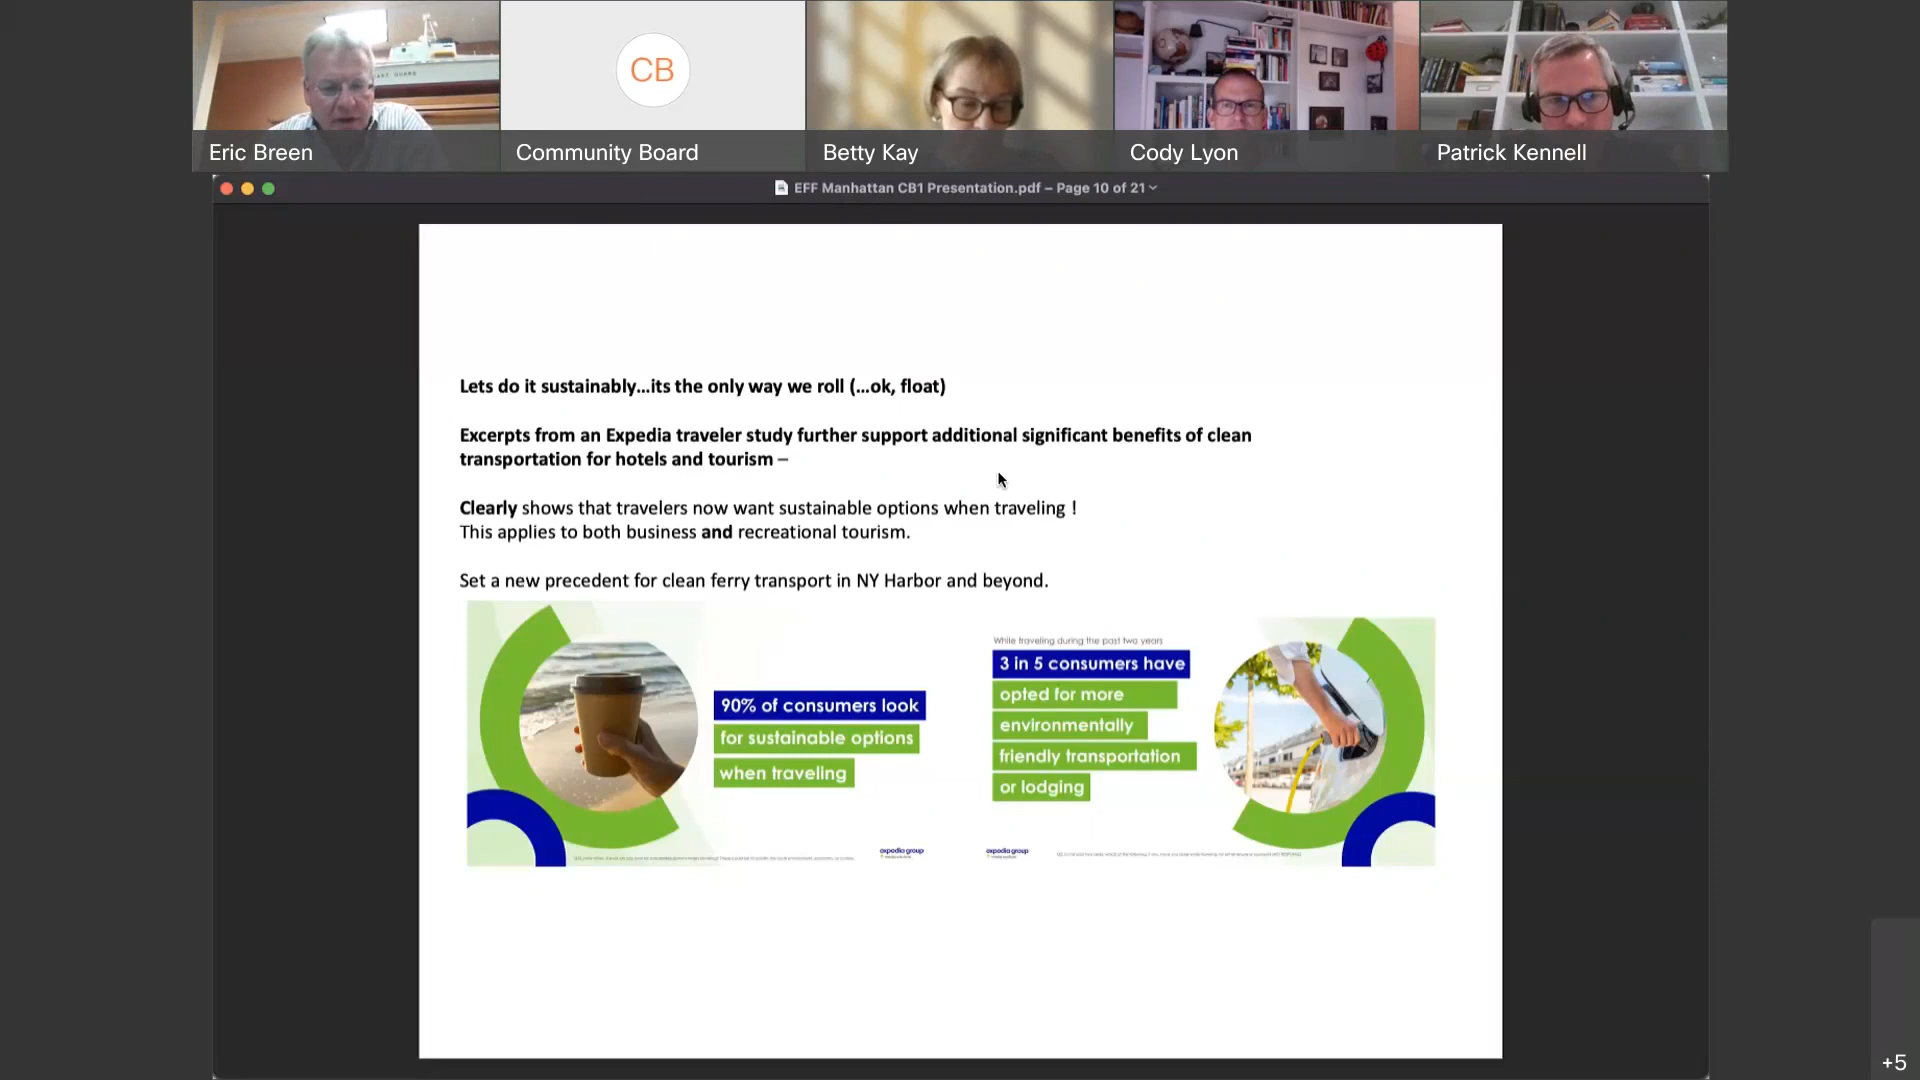 CB
Eric Breen
Community Board
Betty Kay
Cody Lyon
Patrick Kennell
EFF Manhattan CB1 Presentation.pdf – Page 10 of 21
Lets do it sustainably...its the only way we roll (...ok, float)
Excerpts from an Expedia traveler study further support additional significant benefits of clean
transportation for hotels and tourism –
Clearly shows that travelers now want sustainable options when traveling !
This applies to both business and recreational tourism.
Set a new precedent for clean ferry transport in NY Harbor and beyond.
90% of consumers look
for sustainable options
when traveling
expedia group
While traveling during the past two years
3 in 5 consumers have
opted for more
environmentally
friendly transportation
or lodging
expedia group
+5